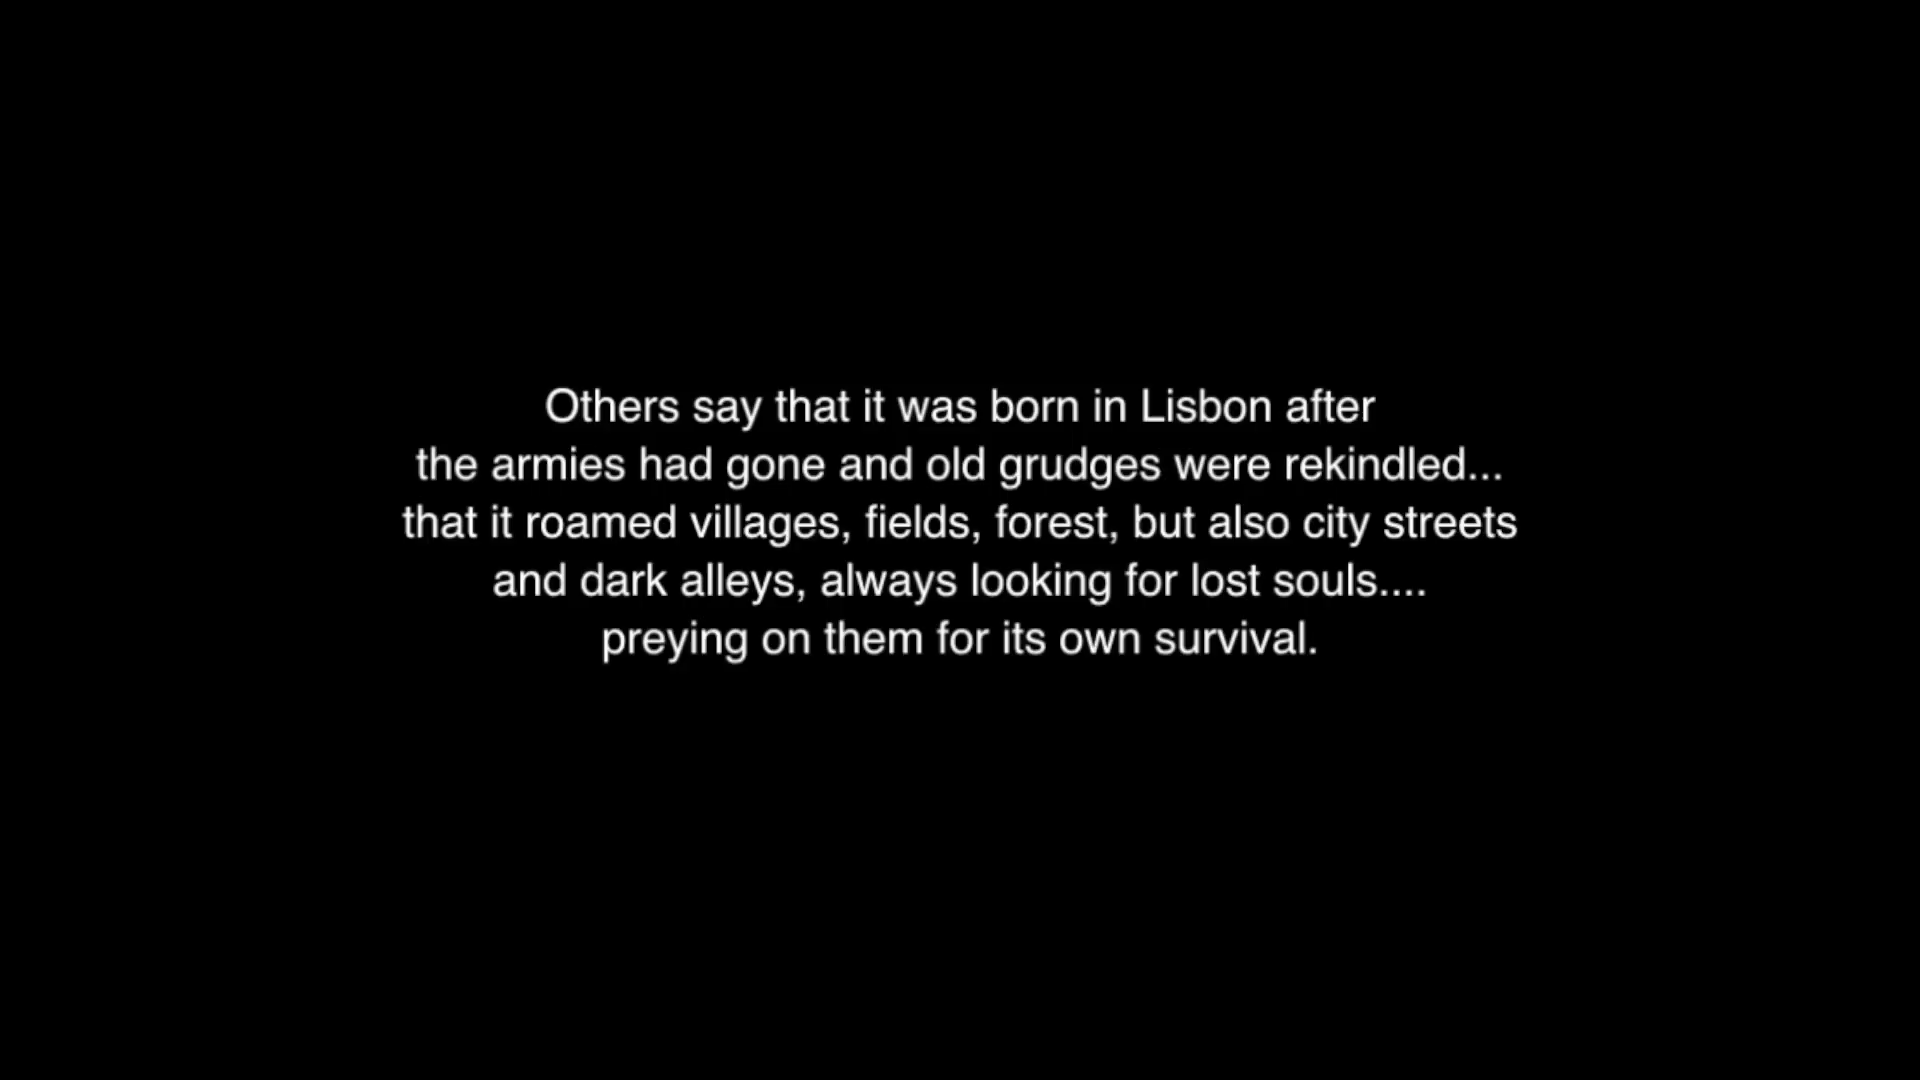 Others say that it was born in Lisbon after
the armies had gone and old grudges were rekindled...
that it roamed villages, fields, forest, but also city streets
and dark alleys, always looking for lost souls....
preying on them for its own survival.